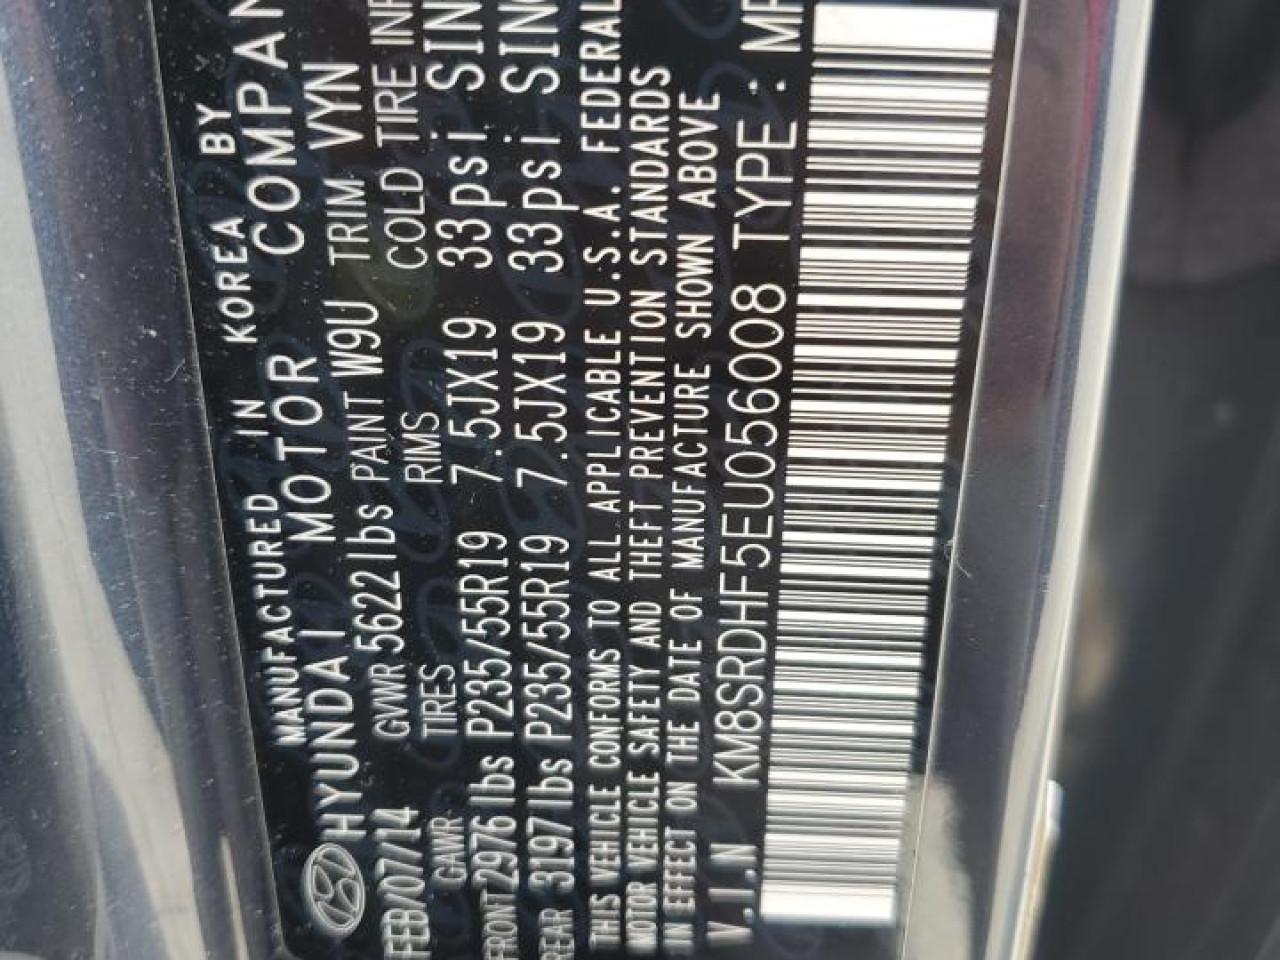 MANUFACTURED IN KOREA BY
HYUNDAI MOTOR COMPAN
FEB/07/14 GVWR 5622lbs PAINT W9U TRIM VYN
GAWR TIRES RIMS COLD TIRE INF
FRONT 2976lbs P235/55R19 7.5JX19 33psi SIN
REAR 3197lbs P235/55R19 7.5JX19 33psi SING
THIS VEHICLE CONFORMS TO ALL APPLICABLE U.S.A. FEDERAL
MOTOR VEHICLE SAFETY AND THEFT PREVENTION STANDARDS
IN EFFECT ON THE DATE OF MANUFACTURE SHOWN ABOVE
V.I.N KM8SRDHF5EU056008 TYPE : MP